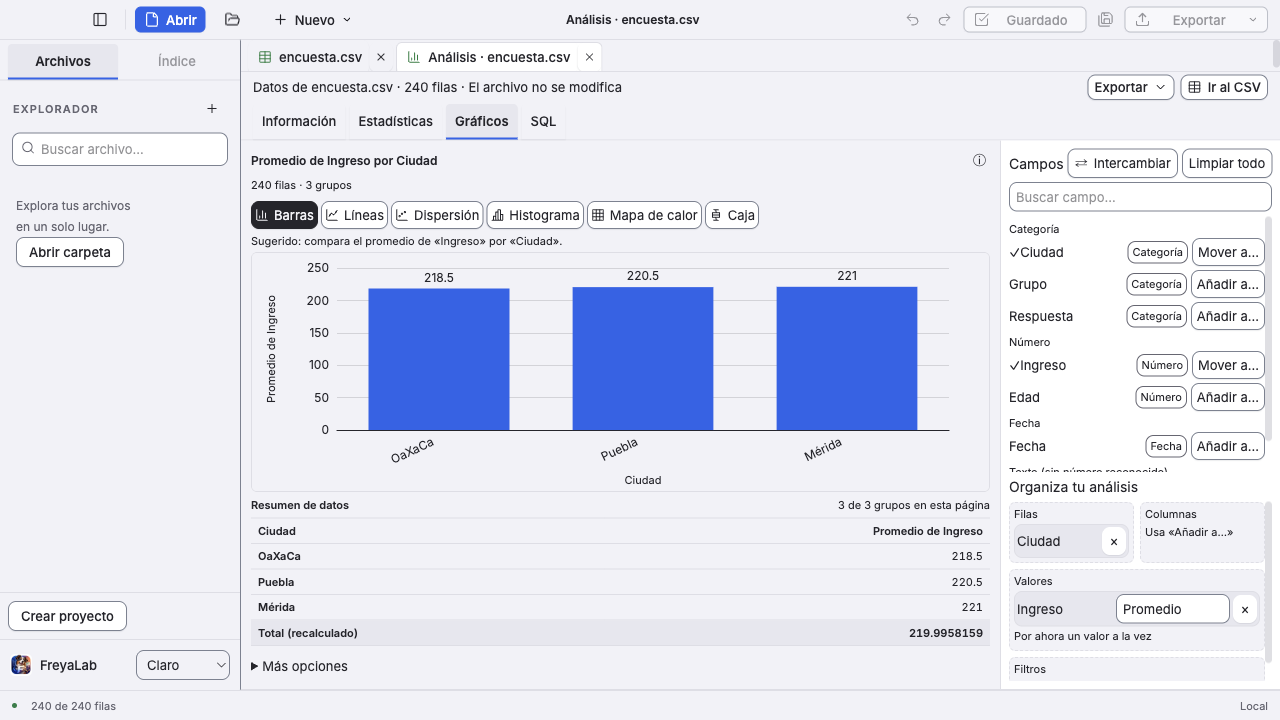 Abrir
Nuevo
Análisis · encuesta.csv
Guardado
Exportar
Archivos
Índice
encuesta.csv
Análisis · encuesta.csv
EXPLORADOR
Buscar archivo...
Explora tus archivos
en un solo lugar.
Abrir carpeta
Crear proyecto
FreyaLab
Claro
Datos de encuesta.csv · 240 filas · El archivo no se modifica
Exportar
Ir al CSV
Información
Estadísticas
Gráficos
SQL
Promedio de Ingreso por Ciudad
240 filas · 3 grupos
Barras
Líneas
Dispersión
Histograma
Mapa de calor
Caja
Sugerido: compara el promedio de «Ingreso» por «Ciudad».
250
200
150
100
50
0
Promedio de Ingreso
218.5
220.5
221
OaXaCa
Puebla
Mérida
Ciudad
Resumen de datos
3 de 3 grupos en esta página
Ciudad Promedio de Ingreso
OaXaCa 218.5
Puebla 220.5
Mérida 221
Total (recalculado) 219.9958159
Más opciones
Campos
Intercambiar
Limpiar todo
Buscar campo...
Categoría
Ciudad Categoría Mover a...
Grupo Categoría Añadir a...
Respuesta Categoría Añadir a...
Número
Ingreso Número Mover a...
Edad Número Añadir a...
Fecha
Fecha Fecha Añadir a...
Texto (sin número reconocido)
Organiza tu análisis
Filas
Ciudad ×
Columnas
Usa «Añadir a...»
Valores
Ingreso Promedio ×
Por ahora un valor a la vez
Filtros
240 de 240 filas
Local